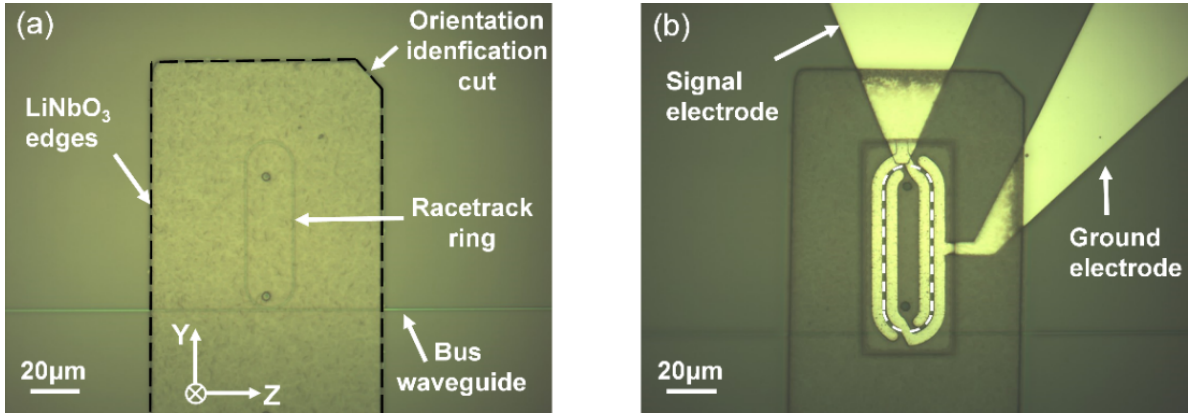 (a)
Orientation
idenfication
cut
LiNbO₃
edges
Racetrack
ring
Y
Z
Bus
waveguide
20μm
(b)
Signal
electrode
Ground
electrode
20μm